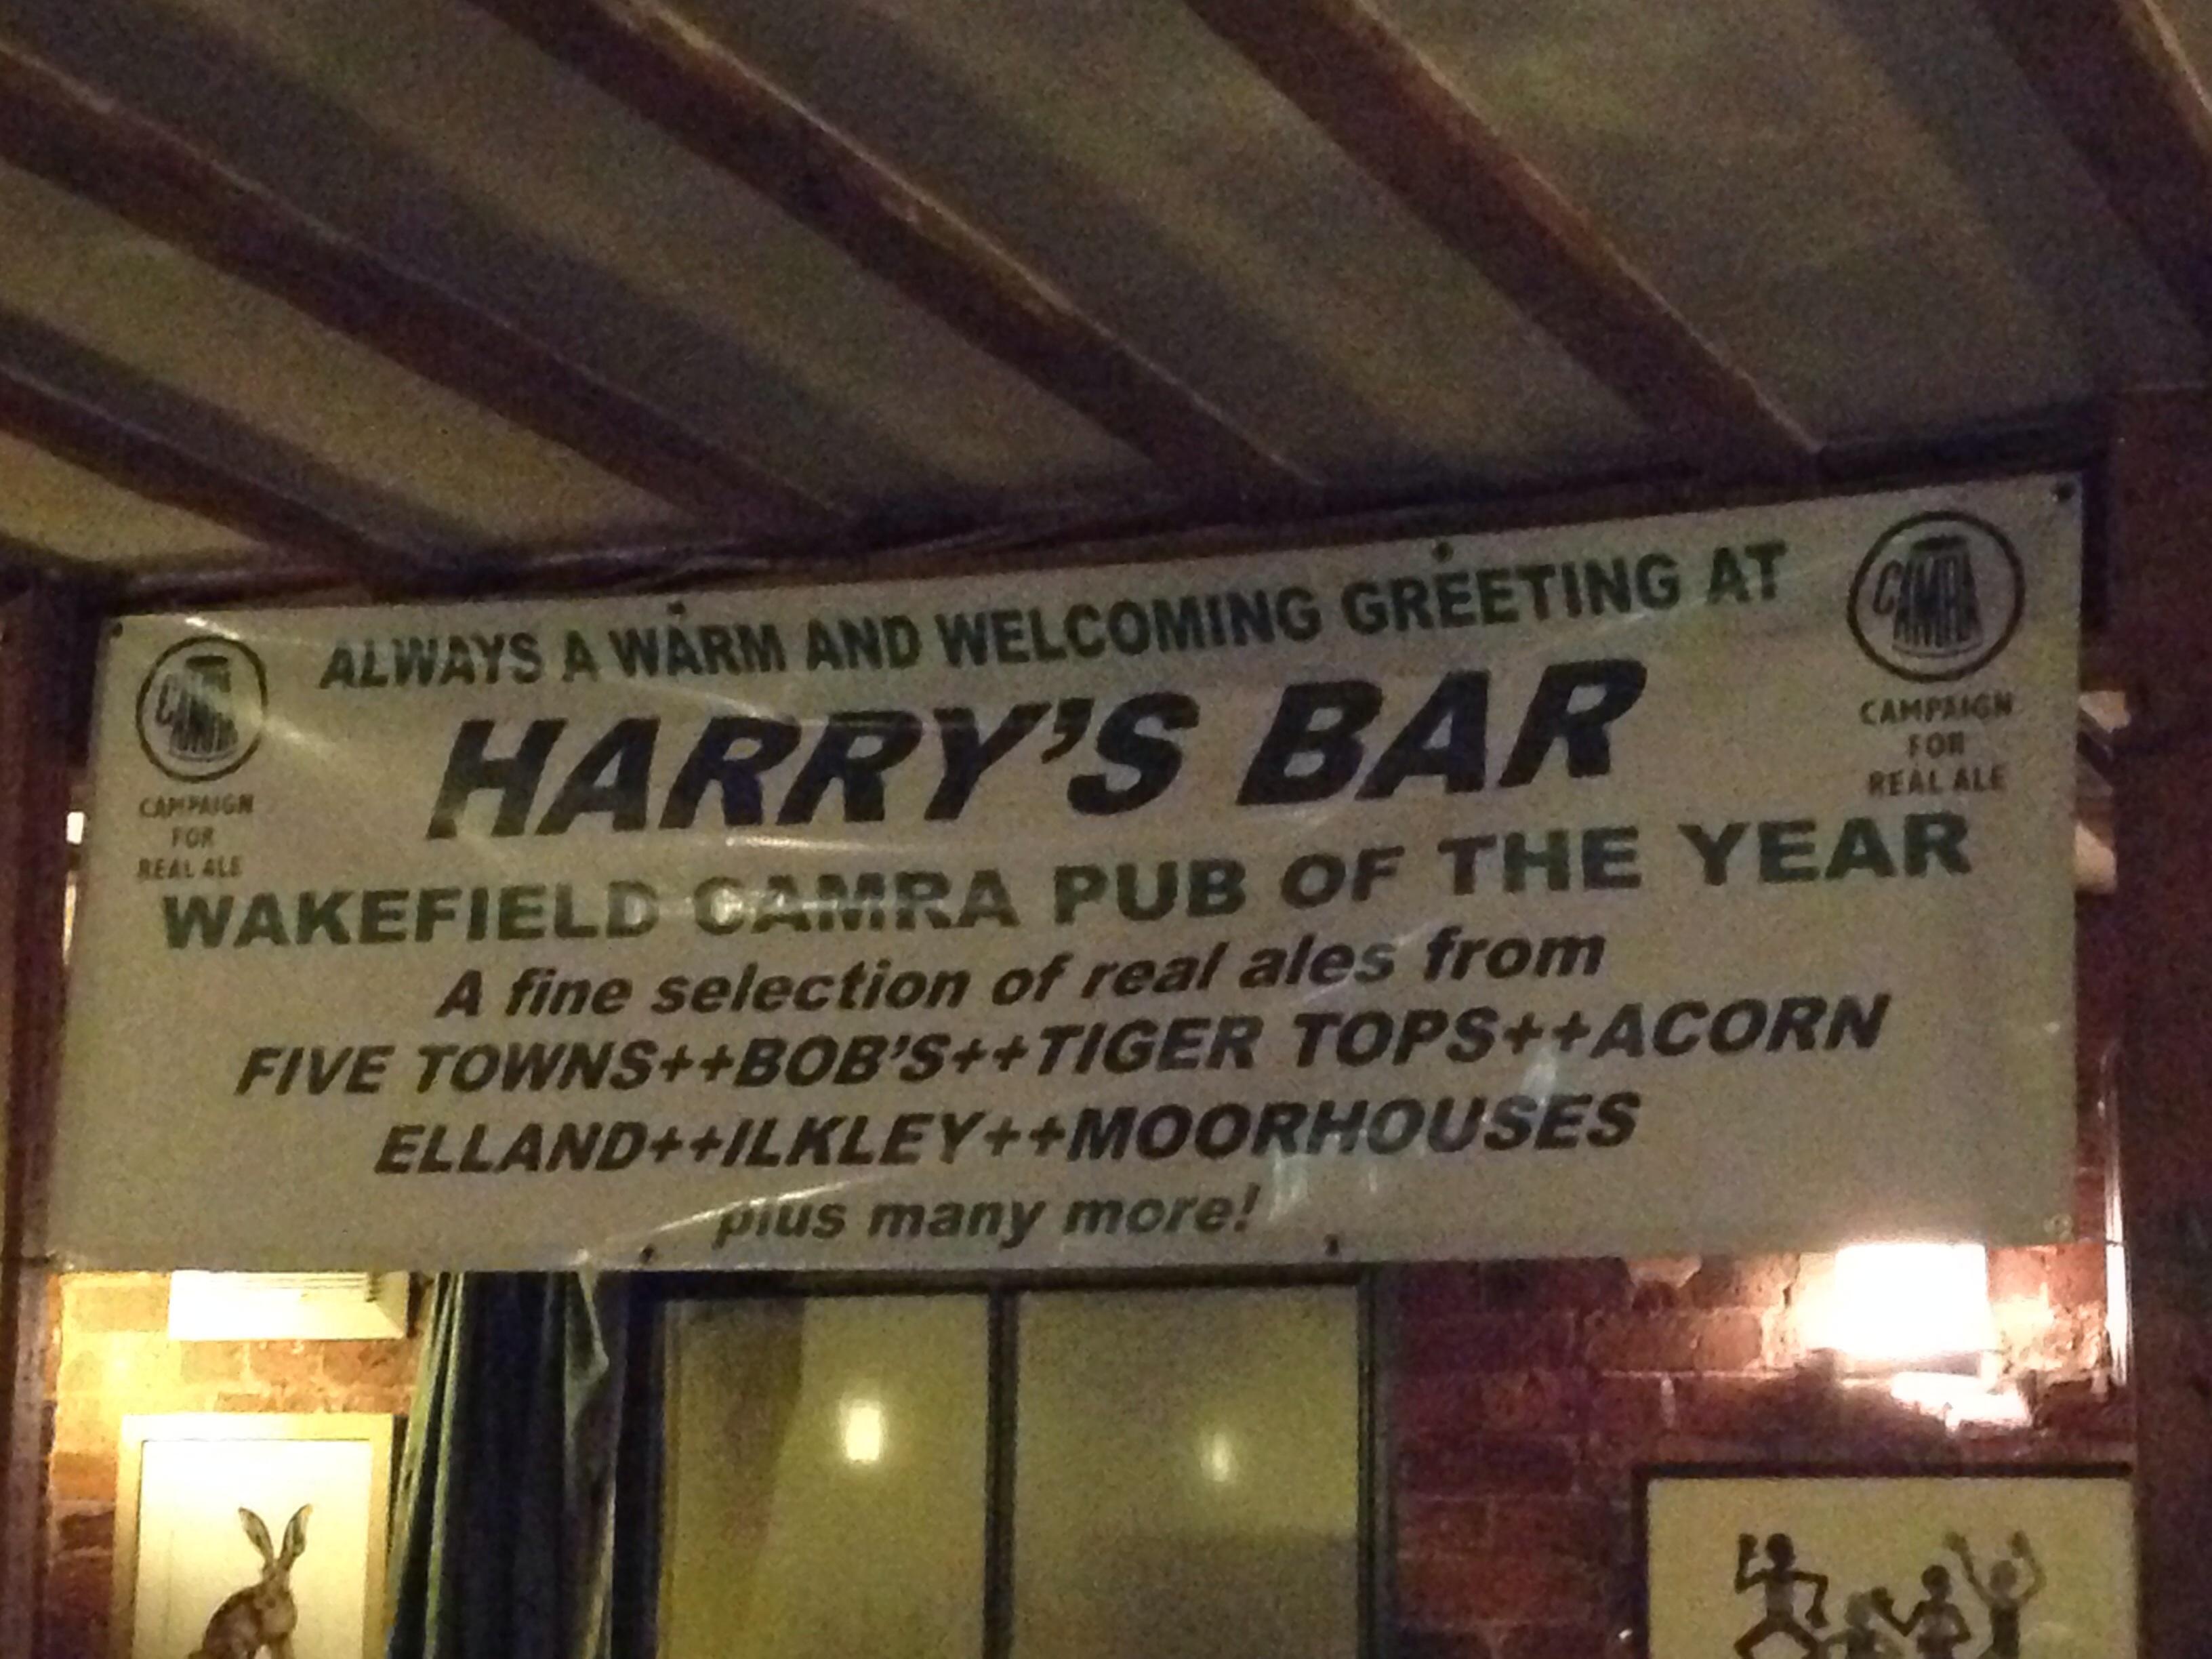 ALWAYS A WARM AND WELCOMING GREETING AT
HARRY'S BAR
WAKEFIELD CAMRA PUB OF THE YEAR
A fine selection of real ales from
FIVE TOWNS++BOB'S++TIGER TOPS++ACORN
ELLAND++ILKLEY++MOORHOUSES
plus many more!
CAMRA
CAMPAIGN
FOR
REAL ALE
CAMRA
CAMPAIGN
FOR
REAL ALE